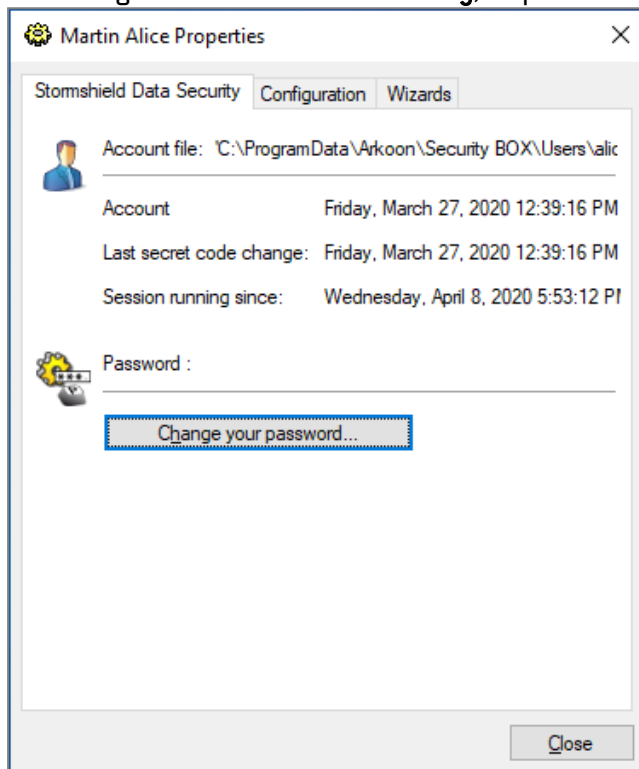 Martin Alice Properties
Stormshield Data Security Configuration Wizards
Account file: 'C:\ProgramData\Arkoon\Security BOX\Users\alic
Account Friday, March 27, 2020 12:39:16 PM
Last secret code change: Friday, March 27, 2020 12:39:16 PM
Session running since: Wednesday, April 8, 2020 5:53:12 P
Password :
Change your password...
Close